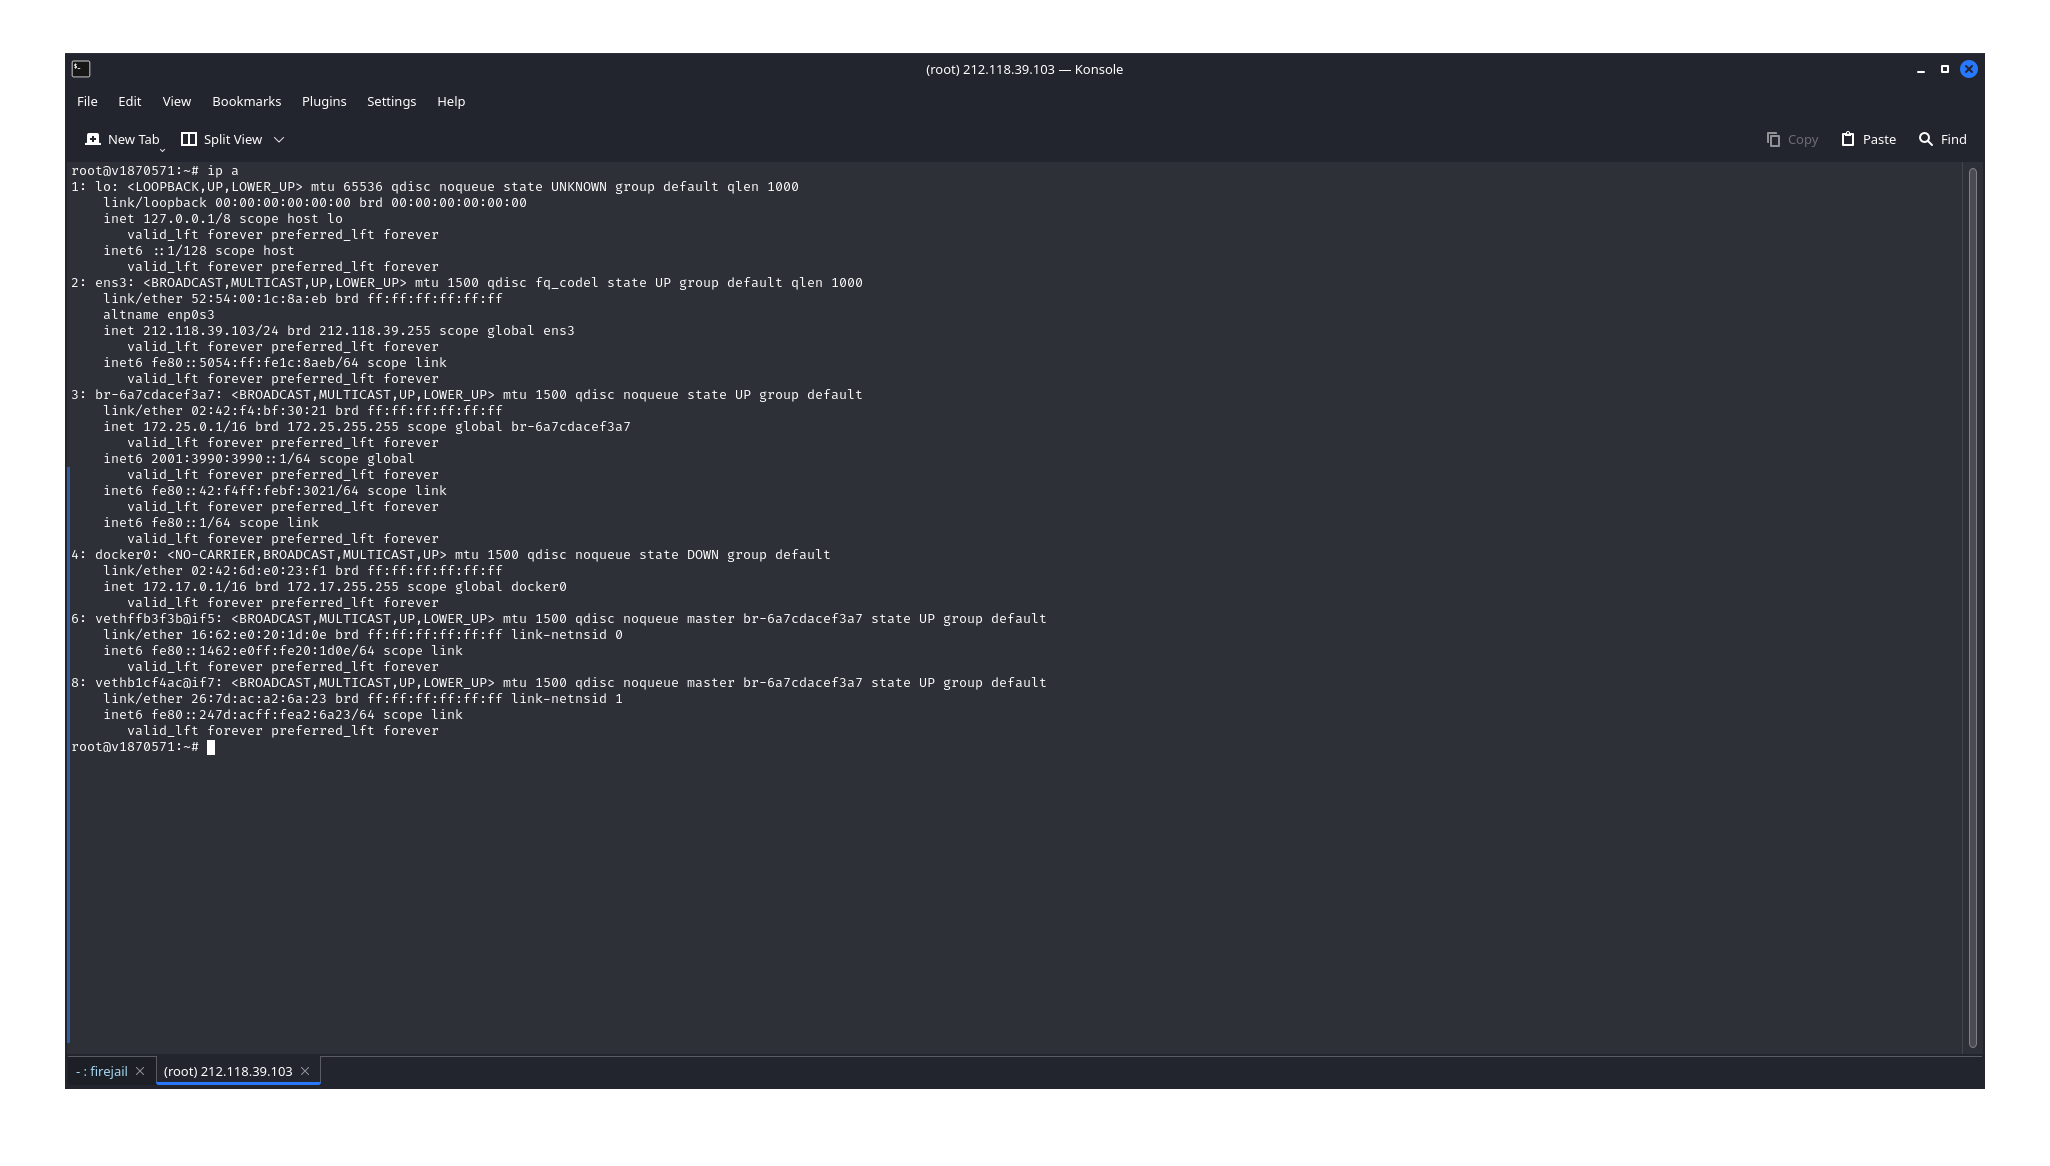 (root) 212.118.39.103 — Konsole
File Edit View Bookmarks Plugins Settings Help
New Tab Split View Copy Paste Find
root@v1870571:~# ip a
1: lo: <LOOPBACK,UP,LOWER_UP> mtu 65536 qdisc noqueue state UNKNOWN group default qlen 1000
    link/loopback 00:00:00:00:00:00 brd 00:00:00:00:00:00
    inet 127.0.0.1/8 scope host lo
       valid_lft forever preferred_lft forever
    inet6 ::1/128 scope host
       valid_lft forever preferred_lft forever
2: ens3: <BROADCAST,MULTICAST,UP,LOWER_UP> mtu 1500 qdisc fq_codel state UP group default qlen 1000
    link/ether 52:54:00:1c:8a:eb brd ff:ff:ff:ff:ff:ff
    altname enp0s3
    inet 212.118.39.103/24 brd 212.118.39.255 scope global ens3
       valid_lft forever preferred_lft forever
    inet6 fe80::5054:ff:fe1c:8aeb/64 scope link
       valid_lft forever preferred_lft forever
3: br-6a7cdacef3a7: <BROADCAST,MULTICAST,UP,LOWER_UP> mtu 1500 qdisc noqueue state UP group default
    link/ether 02:42:f4:bf:30:21 brd ff:ff:ff:ff:ff:ff
    inet 172.25.0.1/16 brd 172.25.255.255 scope global br-6a7cdacef3a7
       valid_lft forever preferred_lft forever
    inet6 2001:3990:3990::1/64 scope global
       valid_lft forever preferred_lft forever
    inet6 fe80::42:f4ff:febf:3021/64 scope link
       valid_lft forever preferred_lft forever
    inet6 fe80::1/64 scope link
       valid_lft forever preferred_lft forever
4: docker0: <NO-CARRIER,BROADCAST,MULTICAST,UP> mtu 1500 qdisc noqueue state DOWN group default
    link/ether 02:42:6d:e0:23:f1 brd ff:ff:ff:ff:ff:ff
    inet 172.17.0.1/16 brd 172.17.255.255 scope global docker0
       valid_lft forever preferred_lft forever
6: vethffb3f3b@if5: <BROADCAST,MULTICAST,UP,LOWER_UP> mtu 1500 qdisc noqueue master br-6a7cdacef3a7 state UP group default
    link/ether 16:62:e0:20:1d:0e brd ff:ff:ff:ff:ff:ff link-netnsid 0
    inet6 fe80::1462:e0ff:fe20:1d0e/64 scope link
       valid_lft forever preferred_lft forever
8: vethb1cf4ac@if7: <BROADCAST,MULTICAST,UP,LOWER_UP> mtu 1500 qdisc noqueue master br-6a7cdacef3a7 state UP group default
    link/ether 26:7d:ac:a2:6a:23 brd ff:ff:ff:ff:ff:ff link-netnsid 1
    inet6 fe80::247d:acff:fea2:6a23/64 scope link
       valid_lft forever preferred_lft forever
root@v1870571:~#
- : firejail (root) 212.118.39.103